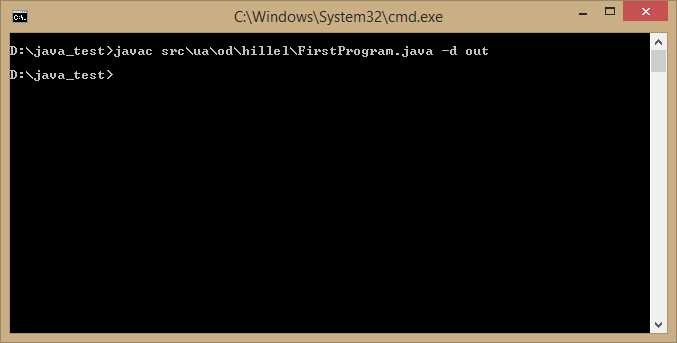 C:\Windows\System32\cmd.exe
D:\java_test>javac src\ua\od\hillel\FirstProgram.java -d out
D:\java_test>